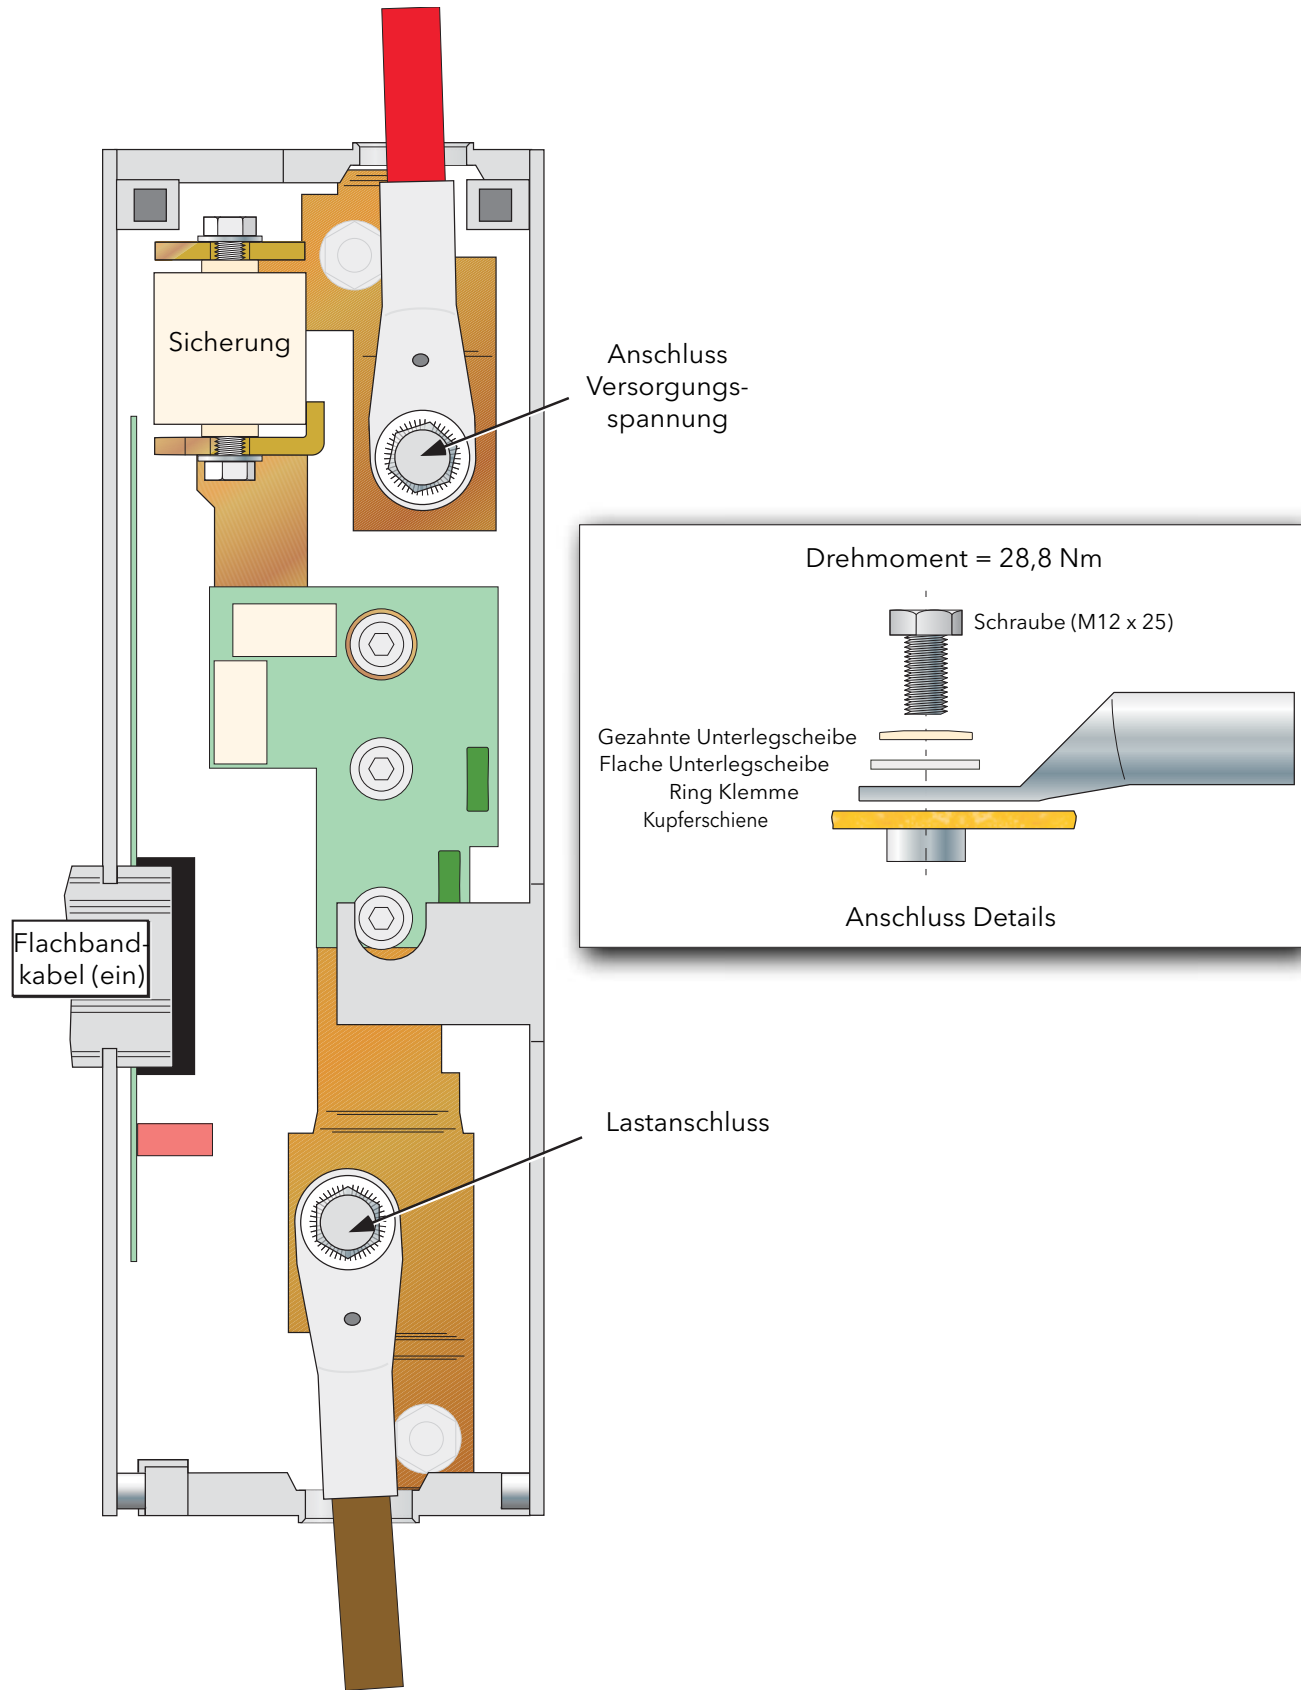 Sicherung
Anschluss
Versorgungs-
spannung
Drehmoment = 28,8 Nm
Schraube (M12 x 25)
Gezahnte Unterlegscheibe
Flache Unterlegscheibe
Ring Klemme
Kupferschiene
Anschluss Details
Flachband-
kabel (ein)
Lastanschluss